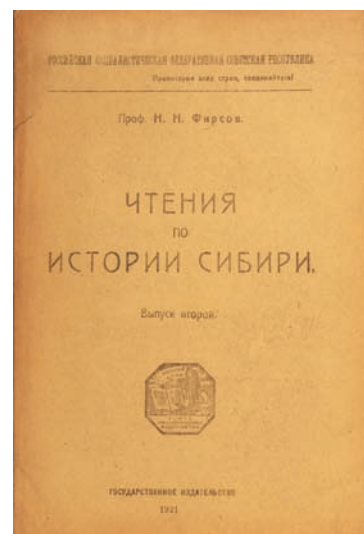 РОССИЙСКАЯ СОЦИАЛИСТИЧЕСКАЯ ФЕДЕРАТИВНАЯ СОВЕТСКАЯ РЕСПУБЛИКА
Пролетарии всех стран, соединяйтесь!
Проф. Н. Н. Фирсов.
ЧТЕНИЯ
ПО
ИСТОРИИ СИБИРИ.
Выпуск второй.
ГОСУДАРСТВЕННОЕ ИЗДАТЕЛЬСТВО
1921